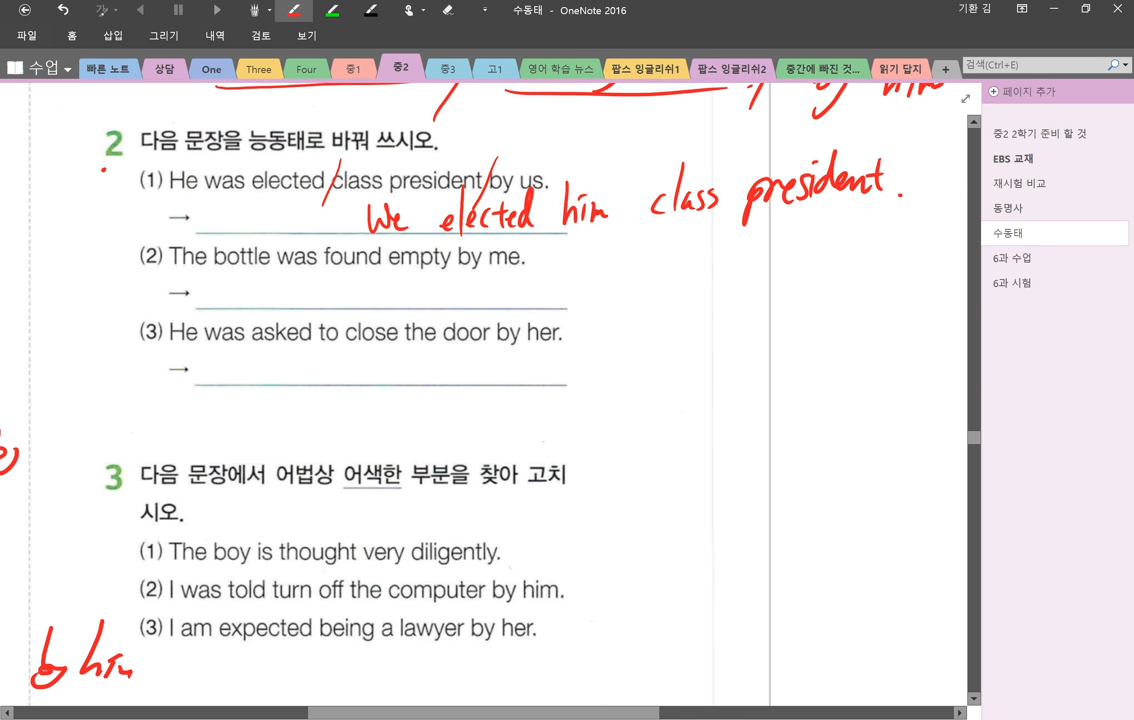 수동태 - OneNote 2016
기환 김
파일 홈 삽입 그리기 내역 검토 보기
수업 빠른 노트 상담 One Three Four 중1 중2 중3 고1 영어 학습 뉴스 팝스 잉글리쉬1 팝스 잉글리쉬2 중간에 빠진 것... 읽기 답지 + 검색(Ctrl+E)
by him
페이지 추가
중2 2학기 준비 할 것
EBS 교재
재시험 비교
동명사
수동태
6과 수업
6과 시험
2 다음 문장을 능동태로 바꿔 쓰시오.
(1) He was elected / class president / by us.
→ We elected him class president.
(2) The bottle was found empty by me.
→
(3) He was asked to close the door by her.
→
3 다음 문장에서 어법상 어색한 부분을 찾아 고치
시오.
(1) The boy is thought very diligently.
(2) I was told turn off the computer by him.
(3) I am expected being a lawyer by her.
by him